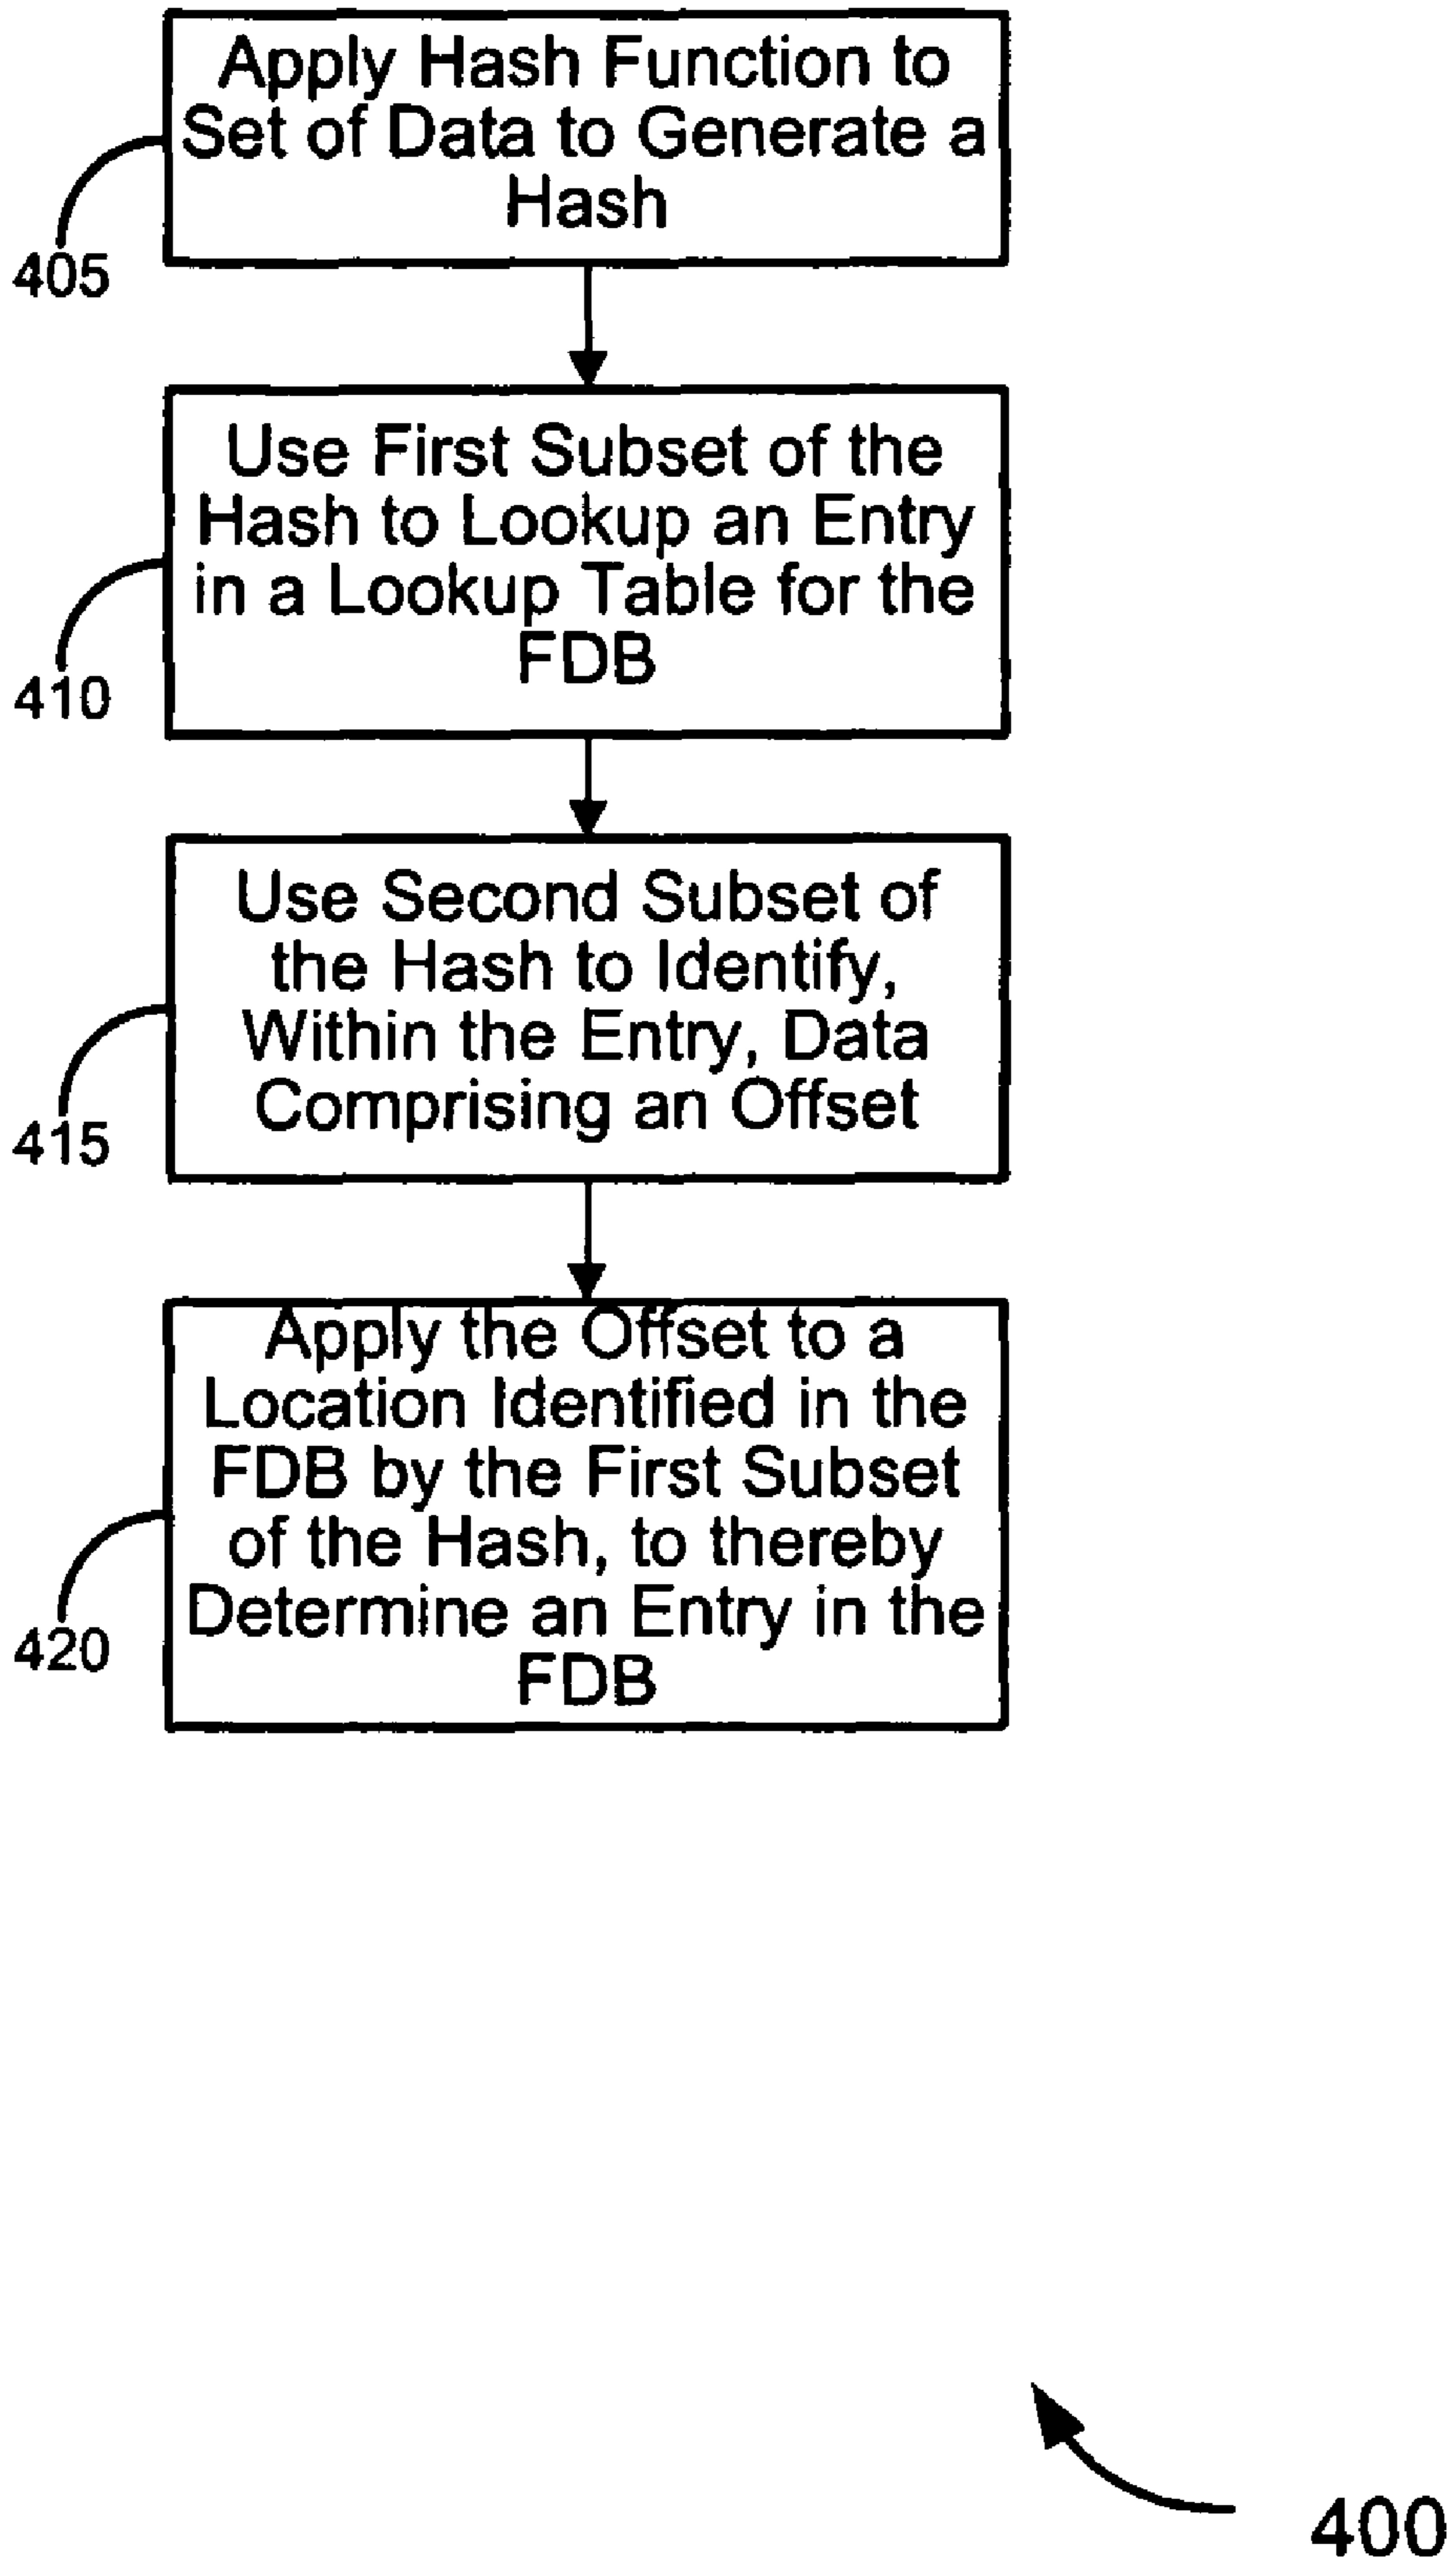 Apply Hash Function to
Set of Data to Generate a
Hash
405
Use First Subset of the
Hash to Lookup an Entry
in a Lookup Table for the
FDB
410
Use Second Subset of
the Hash to Identify,
Within the Entry, Data
Comprising an Offset
415
Apply the Offset to a
Location Identified in the
FDB by the First Subset
of the Hash, to thereby
Determine an Entry in the
FDB
420
400